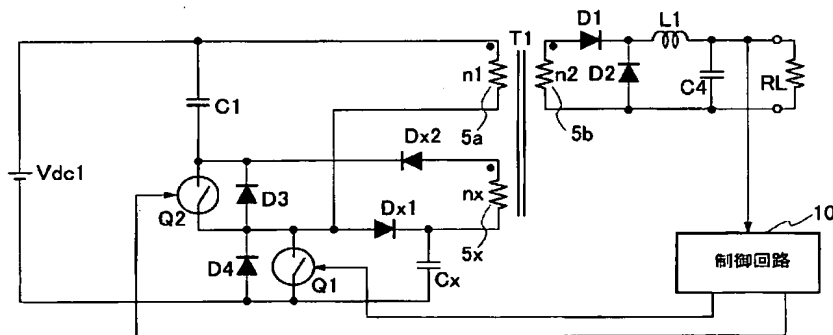 D1
L1
T1
n1
n2
D2
C4
RL
C1
5a
5b
Dx2
Vdc1
nx
D3
Dx1
Q2
5x
10
D4
Q1
Cx
制御回路